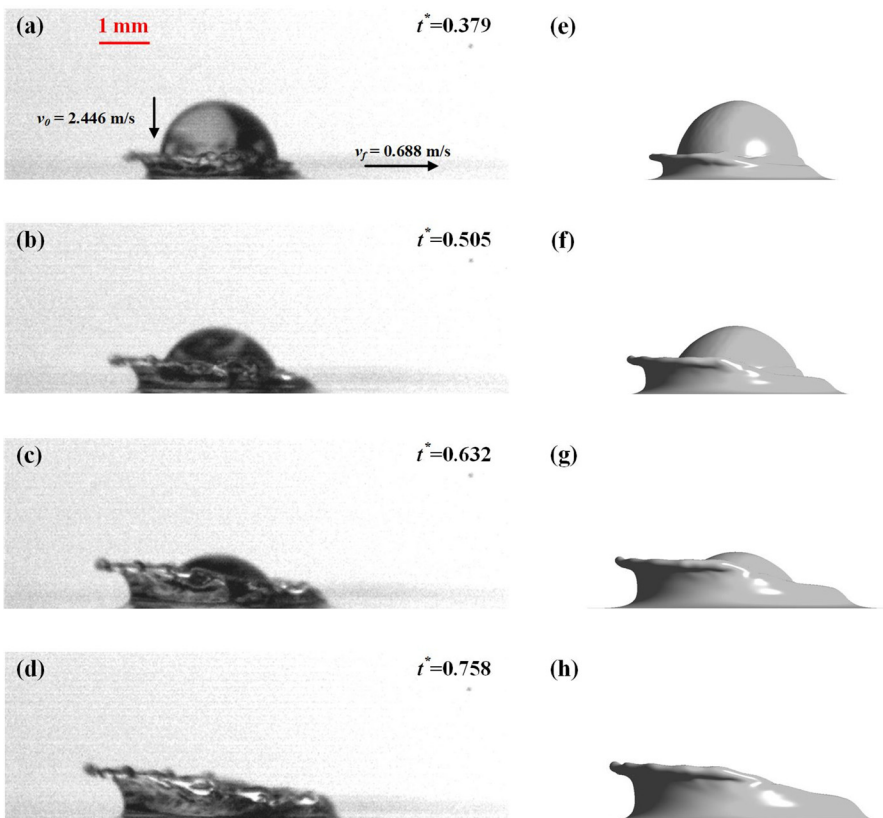 (a) 1 mm t*=0.379 (e)
v0 = 2.446 m/s
vf = 0.688 m/s
(b) t*=0.505 (f)
(c) t*=0.632 (g)
(d) t*=0.758 (h)